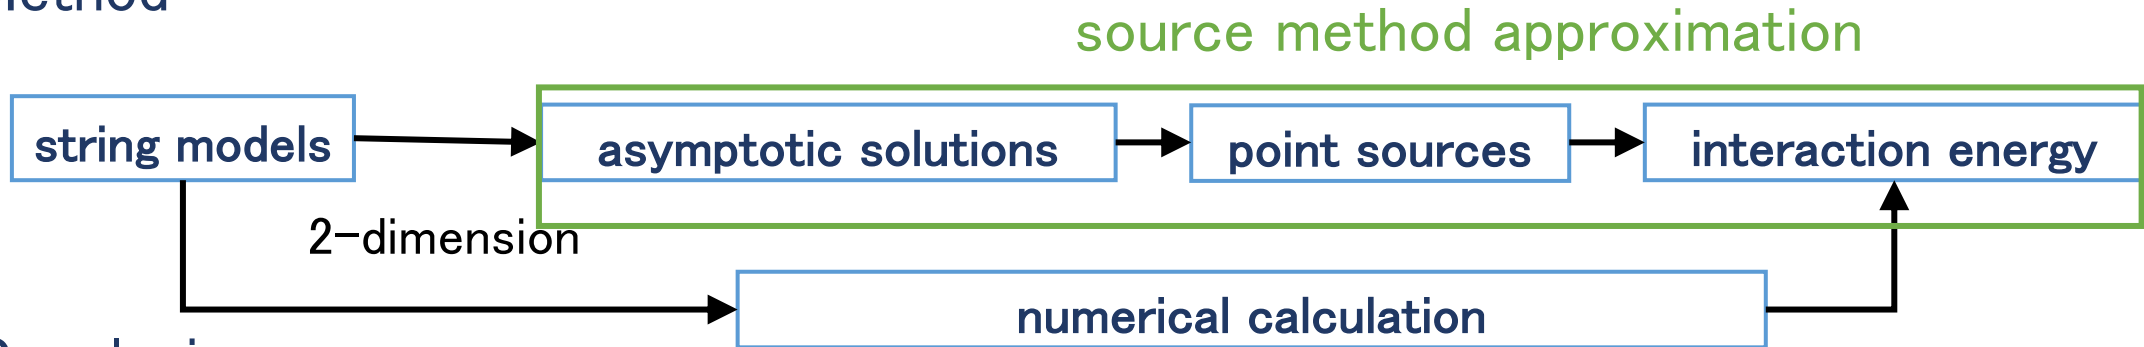 source method approximation
string models
asymptotic solutions
point sources
interaction energy
2-dimension
numerical calculation